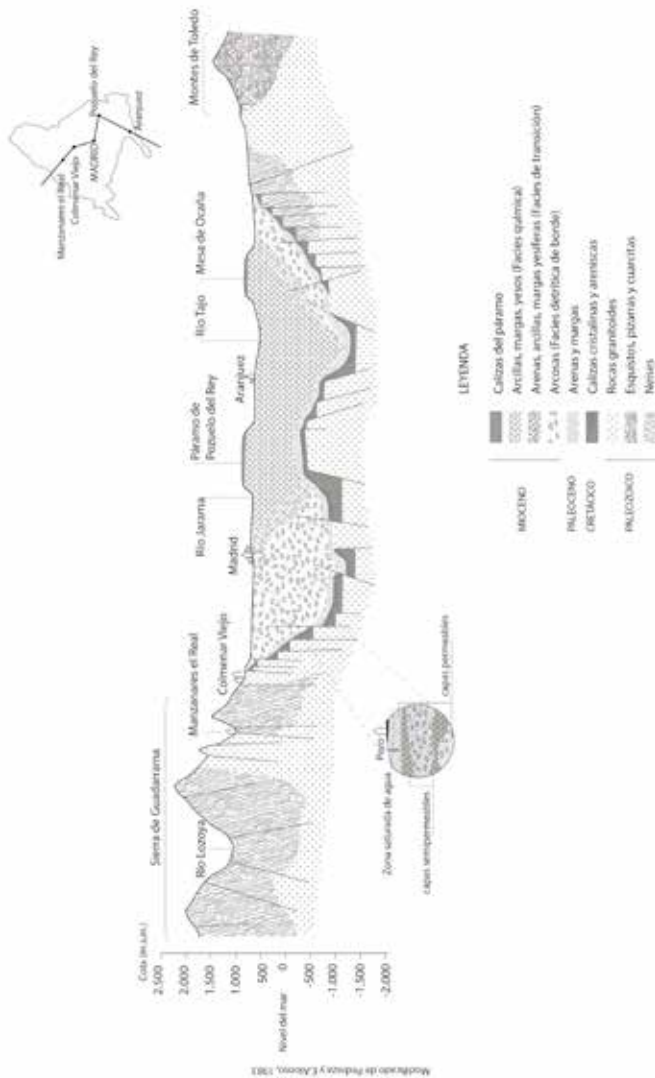 Manzanares el Real
Colmenar Viejo
MADRID
Pozuelo del Rey
Aranjuez
Sierra de Guadarrama
Río Lozoya
Manzanares el Real
Colmenar Viejo
Madrid
Río Jarama
Páramo de
Pozuelo del Rey
Aranjuez
Río Tajo
Mesa de Ocaña
Montes de Toledo
Cota (m.s.n.m.)
2.500
2.000
1.500
1.000
500
0
-500
-1.000
-1.500
-2.000
Nivel del mar
Zona saturada de agua
Pozo
capas semipermeables
capas permeables
LEYENDA
MIOCENO
Calizas del páramo
Arcillas, margas, yesos (Facies química)
Arenas, arcillas, margas yesíferas (Facies de transición)
Arcosas (Facies detrítica de borde)
PALEOCENO
Arenas y margas
CRETÁCICO
Calizas cristalinas y areniscas
PALEOZOICO
Rocas granitoides
Esquistos, pizarras y cuarcitas
Neises
Modificado de Pedraza y E.Alonso, 1983